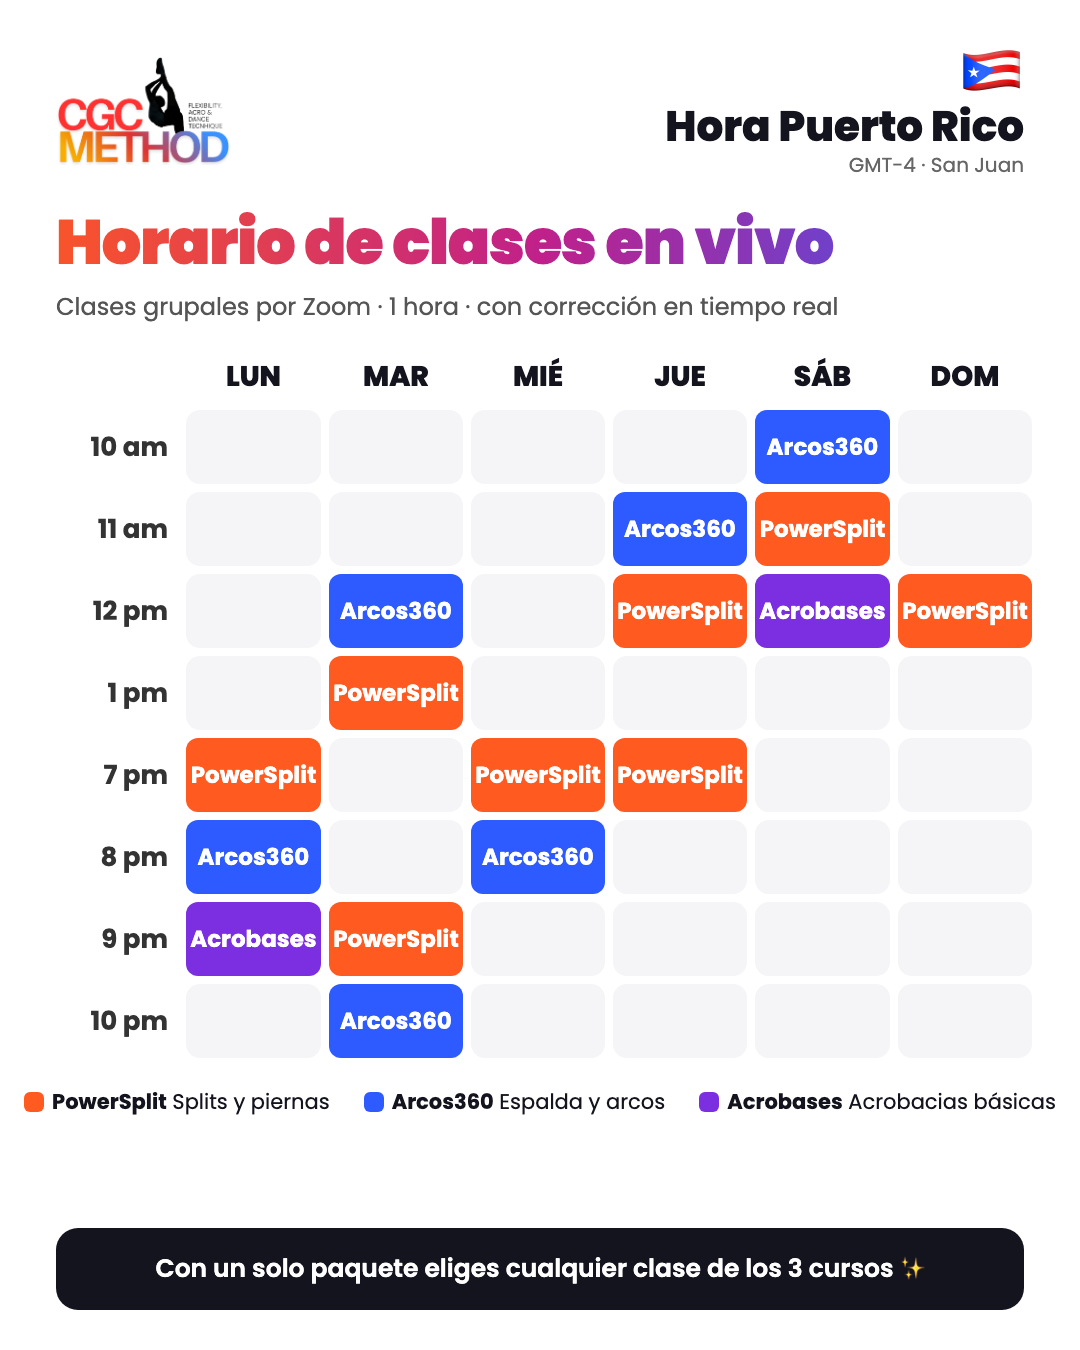 CGC
METHOD
FLEXIBILITY,
ACRO &
DANCE
TECNHIQUE
Hora Puerto Rico
GMT-4 · San Juan
Horario de clases en vivo
Clases grupales por Zoom · 1 hora · con corrección en tiempo real
LUN MAR MIÉ JUE SÁB DOM
10 am Arcos360
11 am Arcos360 PowerSplit
12 pm Arcos360 PowerSplit Acrobases PowerSplit
1 pm PowerSplit
7 pm PowerSplit PowerSplit PowerSplit
8 pm Arcos360 Arcos360
9 pm Acrobases PowerSplit
10 pm Arcos360
PowerSplit Splits y piernas Arcos360 Espalda y arcos Acrobases Acrobacias básicas
Con un solo paquete eliges cualquier clase de los 3 cursos ✨